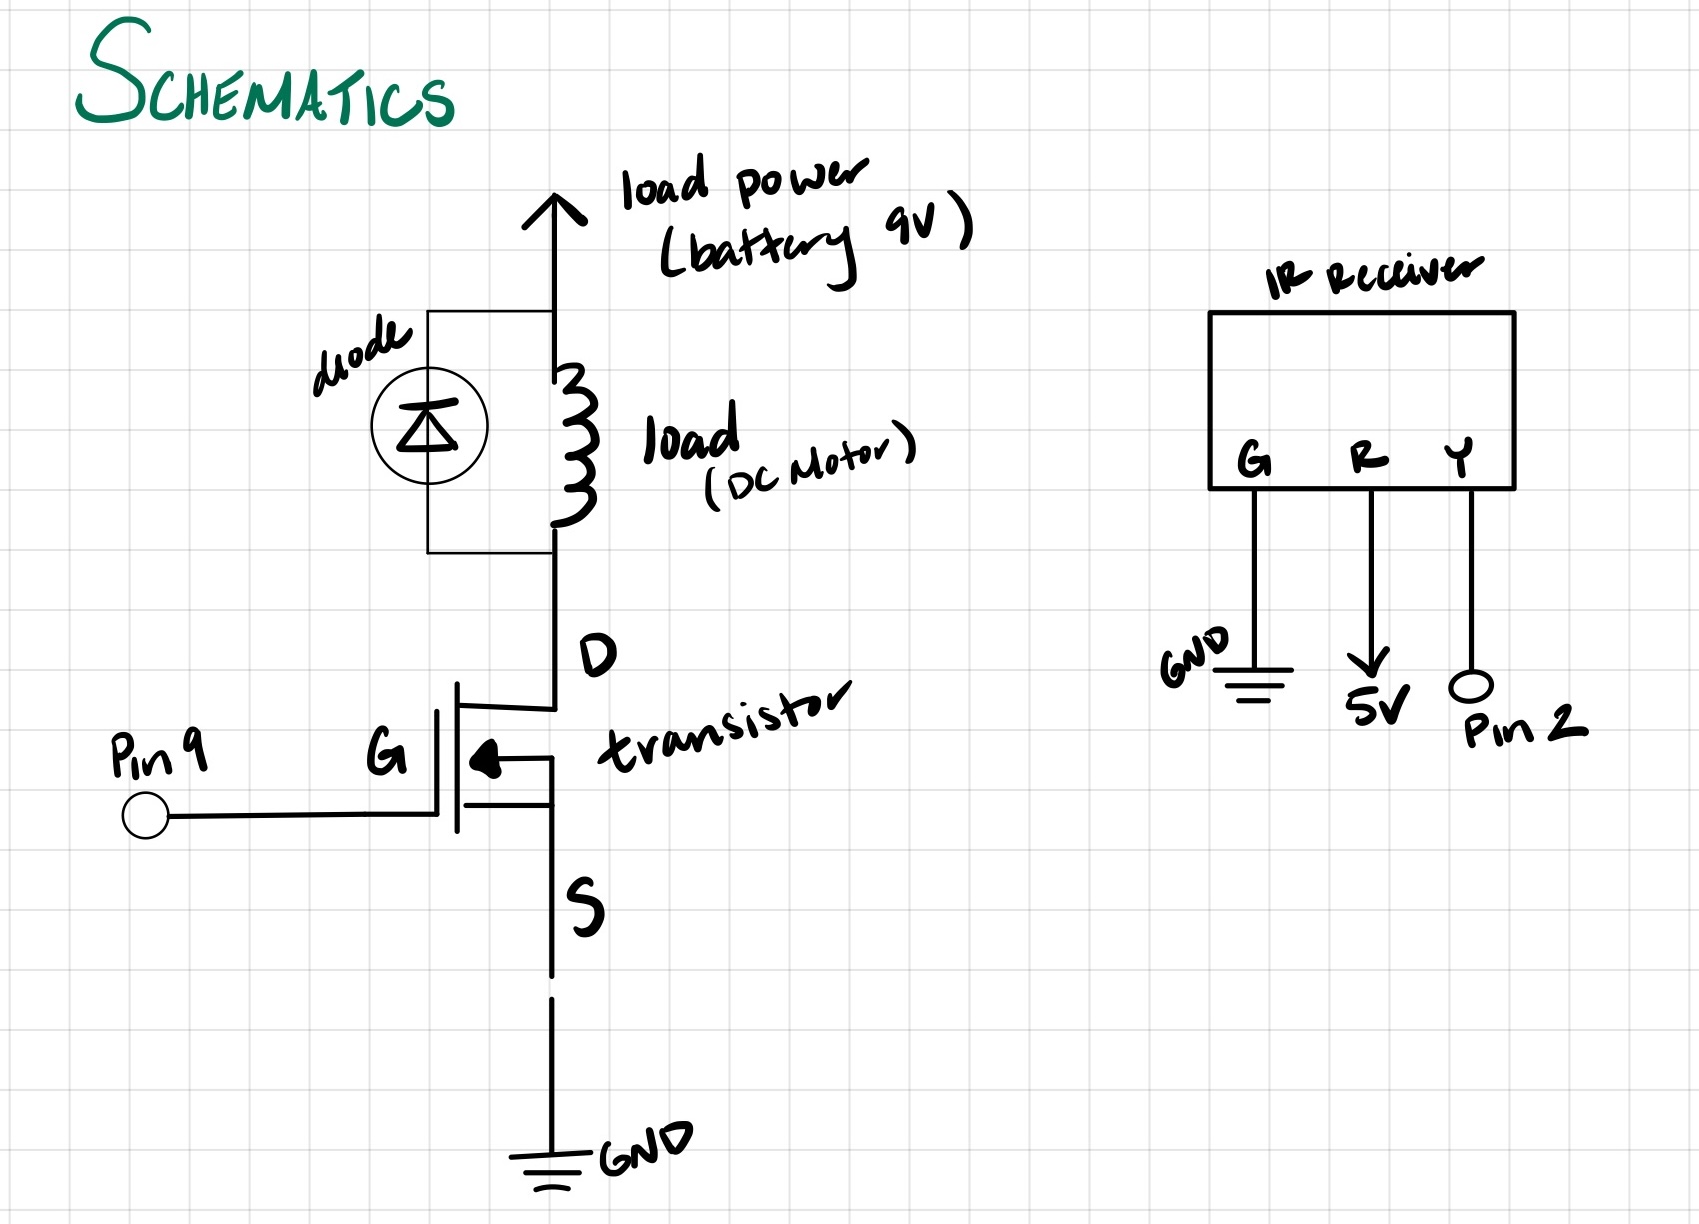 SCHEMATICS
load power
(battery 9V)
diode
load
(DC Motor)
D
transistor
Pin 9
G
S
GND
IR Receiver
G R Y
GND
5V
Pin 2